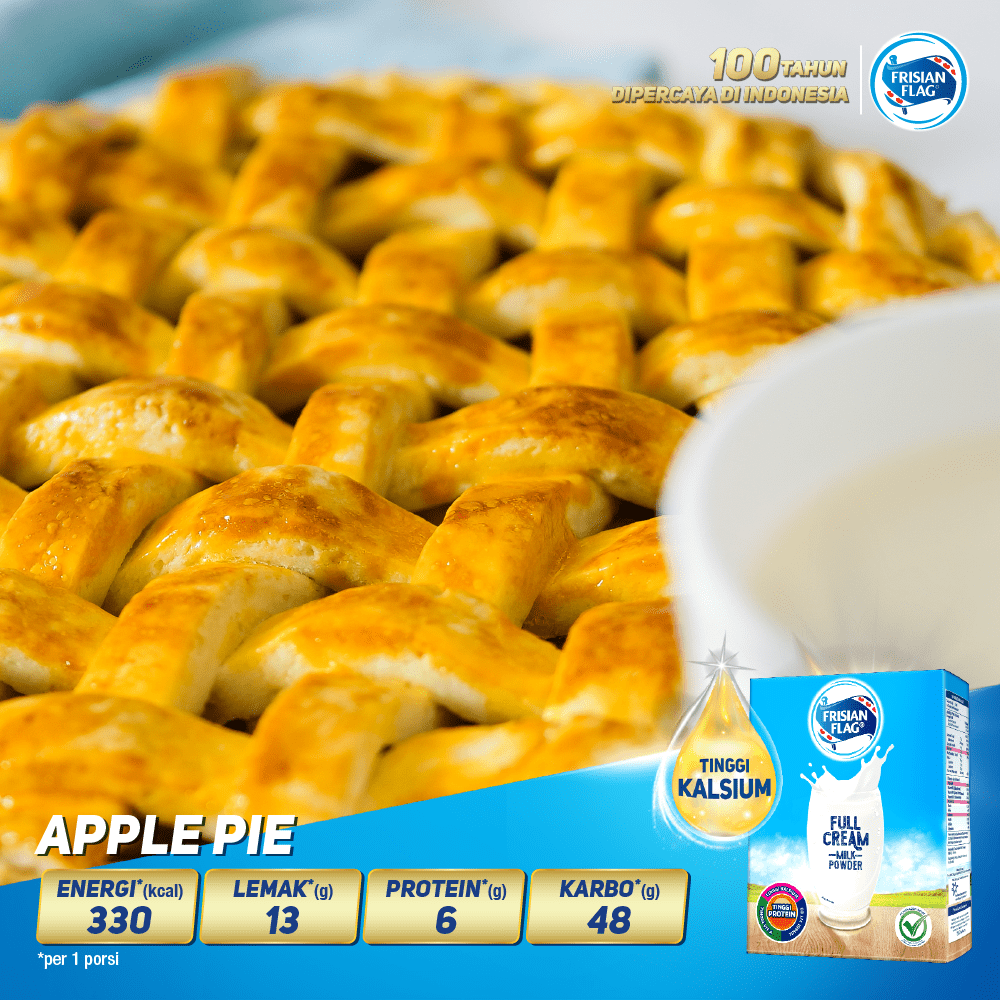 100 TAHUN
DIPERCAYA DI INDONESIA
FRISIAN
FLAG®
TINGGI
KALSIUM
FRISIAN
FLAG®
FULL
CREAM
MILK
POWDER
TINGGI
PROTEIN
APPLE PIE
ENERGI*(kcal)
330
LEMAK*(g)
13
PROTEIN*(g)
6
KARBO*(g)
48
*per 1 porsi